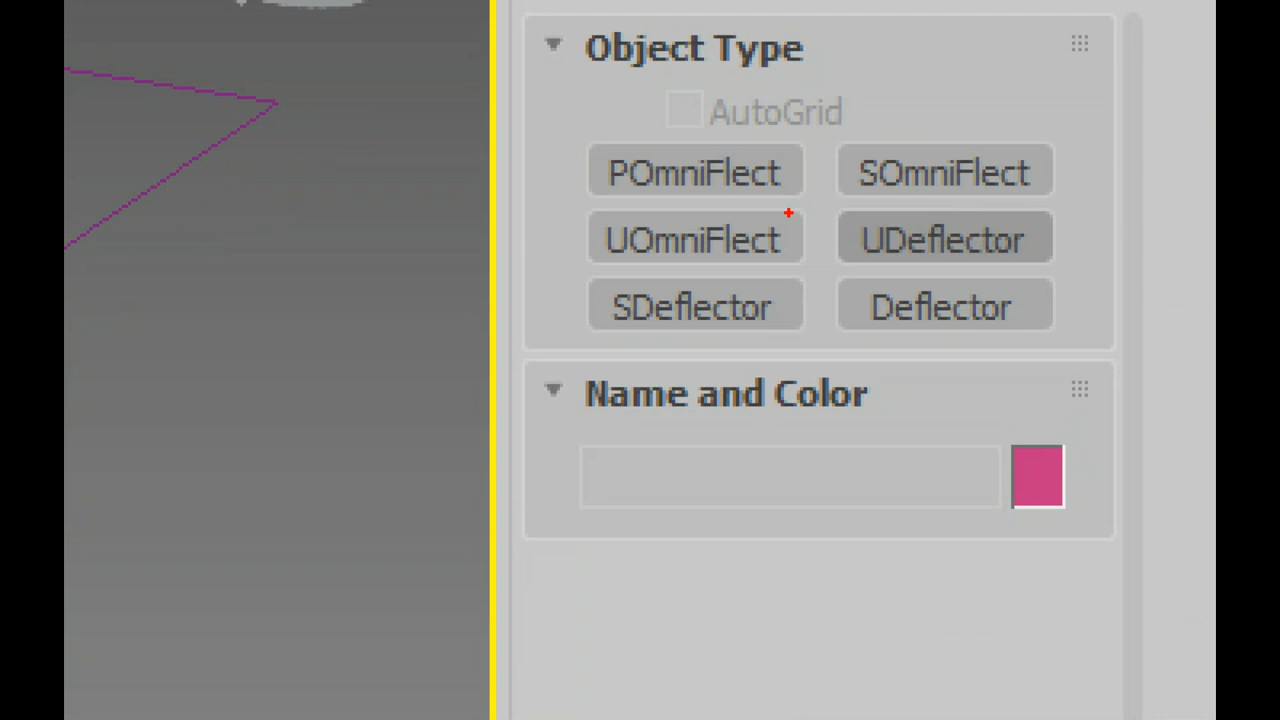 Object Type
AutoGrid
POmniFlect SOmniFlect
UOmniFlect UDeflector
SDeflector Deflector
Name and Color